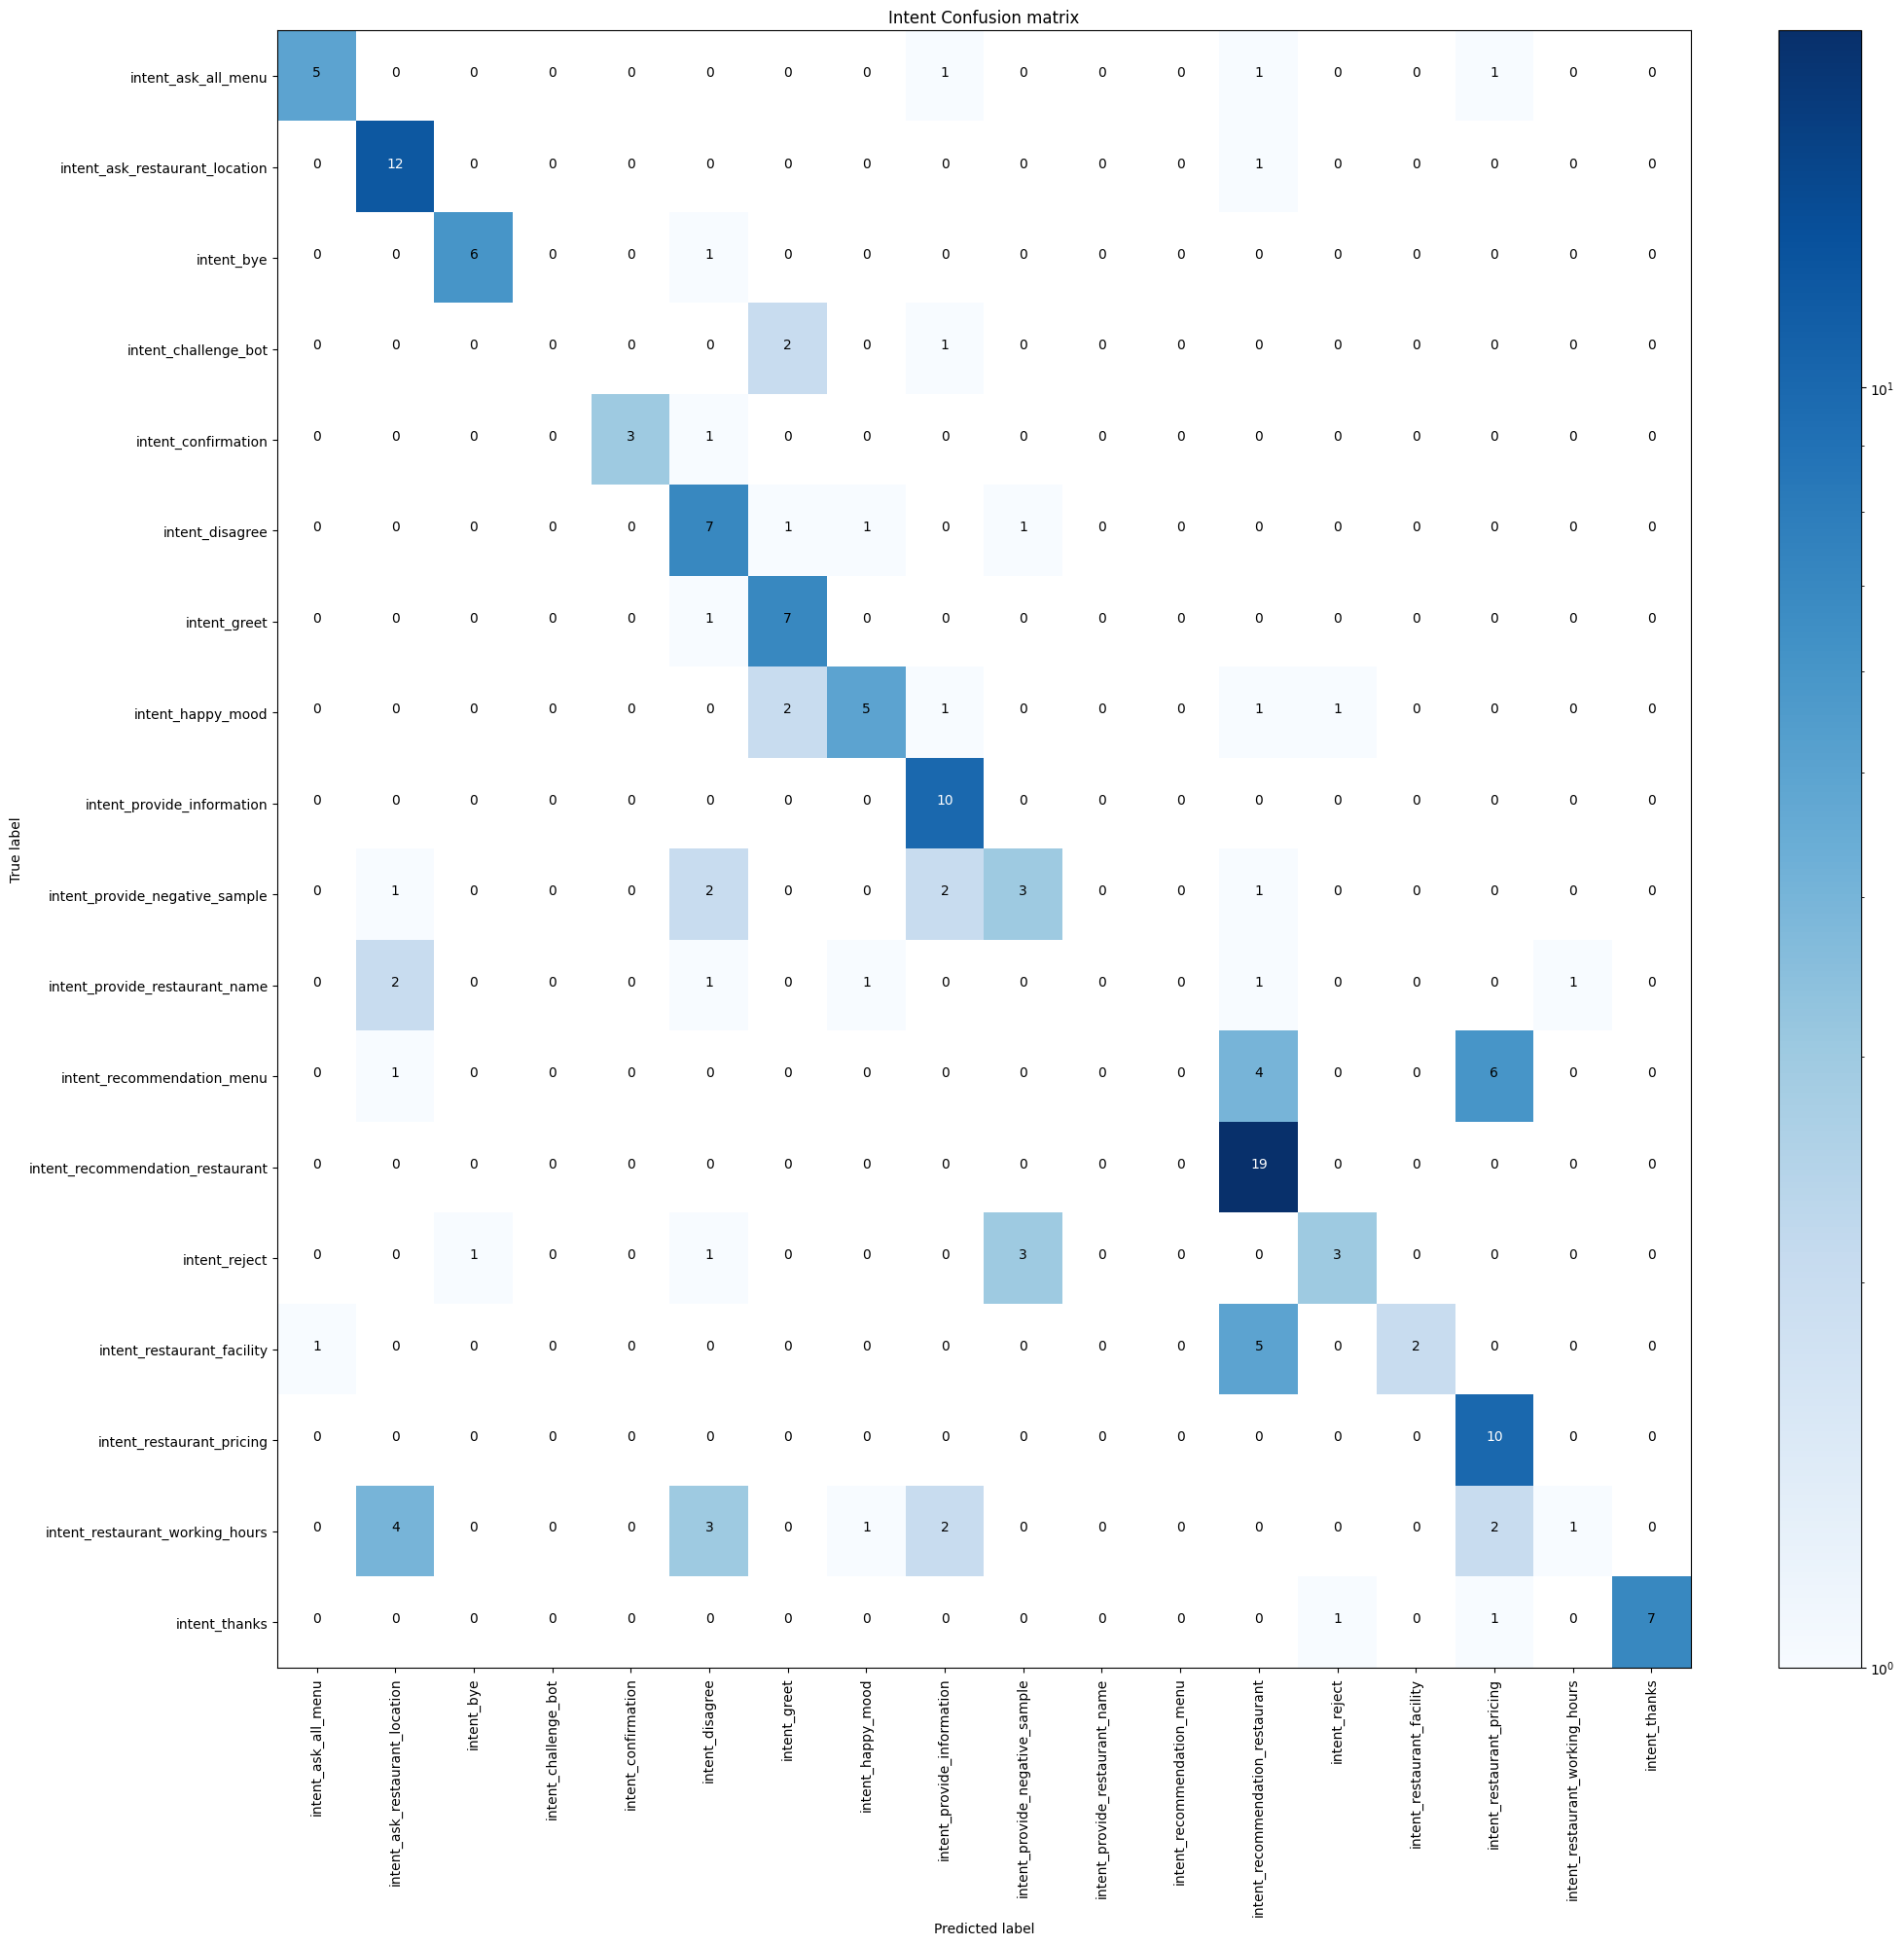 Intent Confusion matrix
intent_ask_all_menu 5 0 0 0 0 0 0 0 1 0 0 0 1 0 0 1 0 0
intent_ask_restaurant_location 0 12 0 0 0 0 0 0 0 0 0 0 1 0 0 0 0 0
intent_bye 0 0 6 0 0 1 0 0 0 0 0 0 0 0 0 0 0 0
intent_challenge_bot 0 0 0 0 0 0 2 0 1 0 0 0 0 0 0 0 0 0
10¹
intent_confirmation 0 0 0 0 3 1 0 0 0 0 0 0 0 0 0 0 0 0
intent_disagree 0 0 0 0 0 7 1 1 0 1 0 0 0 0 0 0 0 0
intent_greet 0 0 0 0 0 1 7 0 0 0 0 0 0 0 0 0 0 0
intent_happy_mood 0 0 0 0 0 0 2 5 1 0 0 0 1 1 0 0 0 0
intent_provide_information 0 0 0 0 0 0 0 0 10 0 0 0 0 0 0 0 0 0
True label
intent_provide_negative_sample 0 1 0 0 0 2 0 0 2 3 0 0 1 0 0 0 0 0
intent_provide_restaurant_name 0 2 0 0 0 1 0 1 0 0 0 0 1 0 0 0 1 0
intent_recommendation_menu 0 1 0 0 0 0 0 0 0 0 0 0 4 0 0 6 0 0
intent_recommendation_restaurant 0 0 0 0 0 0 0 0 0 0 0 0 19 0 0 0 0 0
intent_reject 0 0 1 0 0 1 0 0 0 3 0 0 0 3 0 0 0 0
intent_restaurant_facility 1 0 0 0 0 0 0 0 0 0 0 0 5 0 2 0 0 0
intent_restaurant_pricing 0 0 0 0 0 0 0 0 0 0 0 0 0 0 0 10 0 0
intent_restaurant_working_hours 0 4 0 0 0 3 0 1 2 0 0 0 0 0 0 2 1 0
intent_thanks 0 0 0 0 0 0 0 0 0 0 0 0 0 1 0 1 0 7
10⁰
intent_ask_all_menu
intent_ask_restaurant_location
intent_bye
intent_challenge_bot
intent_confirmation
intent_disagree
intent_greet
intent_happy_mood
intent_provide_information
intent_provide_negative_sample
intent_provide_restaurant_name
intent_recommendation_menu
intent_recommendation_restaurant
intent_reject
intent_restaurant_facility
intent_restaurant_pricing
intent_restaurant_working_hours
intent_thanks
Predicted label